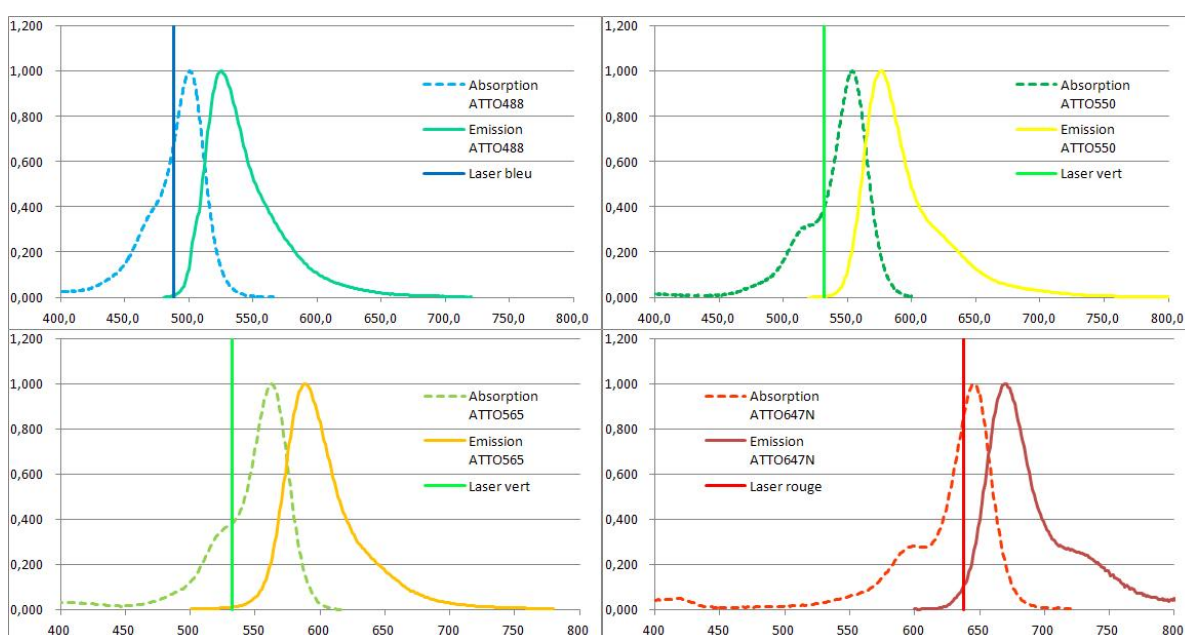 1,200
1,000
0,800
0,600
0,400
0,200
0,000
400,0 450,0 500,0 550,0 600,0 650,0 700,0 750,0 800,0
Absorption
ATTO488
Emission
ATTO488
Laser bleu
1,200
1,000
0,800
0,600
0,400
0,200
0,000
400,0 450,0 500,0 550,0 600,0 650,0 700,0 750,0 800,0
Absorption
ATTO550
Emission
ATTO550
Laser vert
1,200
1,000
0,800
0,600
0,400
0,200
0,000
400 450 500 550 600 650 700 750 800
Absorption
ATTO565
Emission
ATTO565
Laser vert
1,200
1,000
0,800
0,600
0,400
0,200
0,000
400 450 500 550 600 650 700 750 800
Absorption
ATTO647N
Emission
ATTO647N
Laser rouge